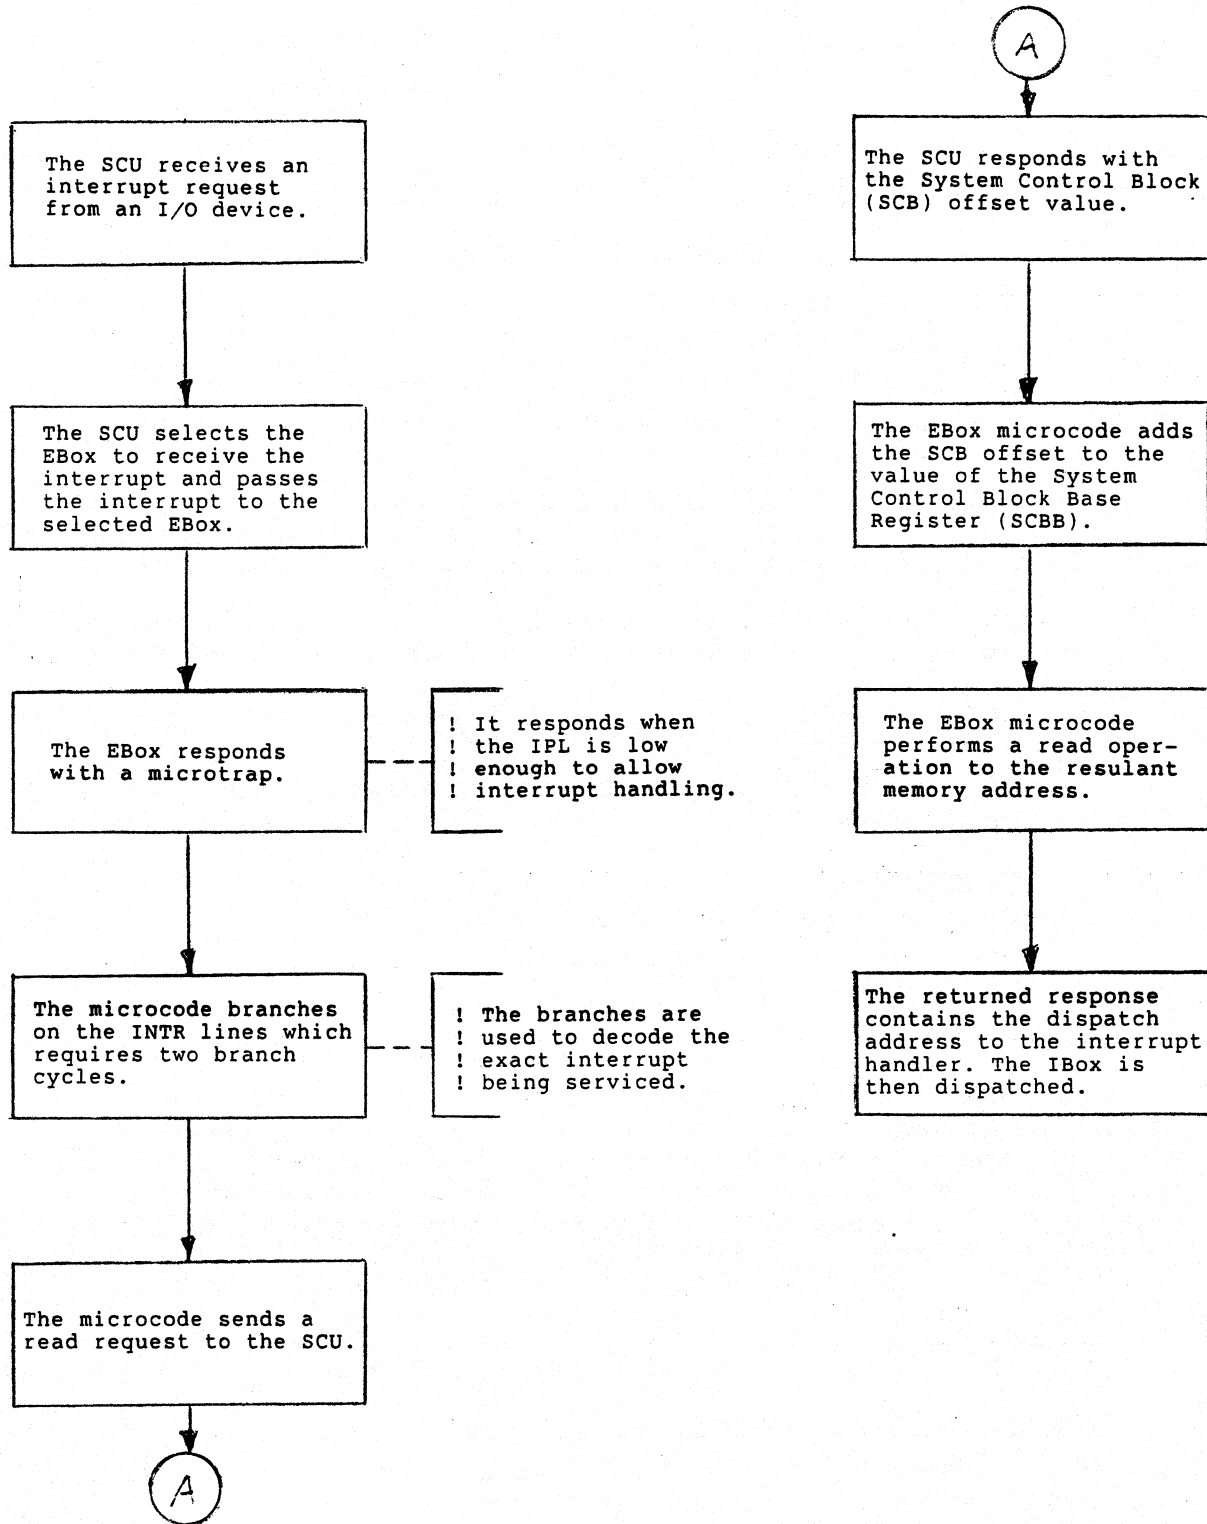 The SCU receives an
interrupt request
from an I/O device.
The SCU selects the
EBox to receive the
interrupt and passes
the interrupt to the
selected EBox.
The EBox responds
with a microtrap.
! It responds when
! the IPL is low
! enough to allow
! interrupt handling.
The microcode branches
on the INTR lines which
requires two branch
cycles.
! The branches are
! used to decode the
! exact interrupt
! being serviced.
The microcode sends a
read request to the SCU.
A
A
The SCU responds with
the System Control Block
(SCB) offset value.
The EBox microcode adds
the SCB offset to the
value of the System
Control Block Base
Register (SCBB).
The EBox microcode
performs a read oper-
ation to the resulant
memory address.
The returned response
contains the dispatch
address to the interrupt
handler. The IBox is
then dispatched.